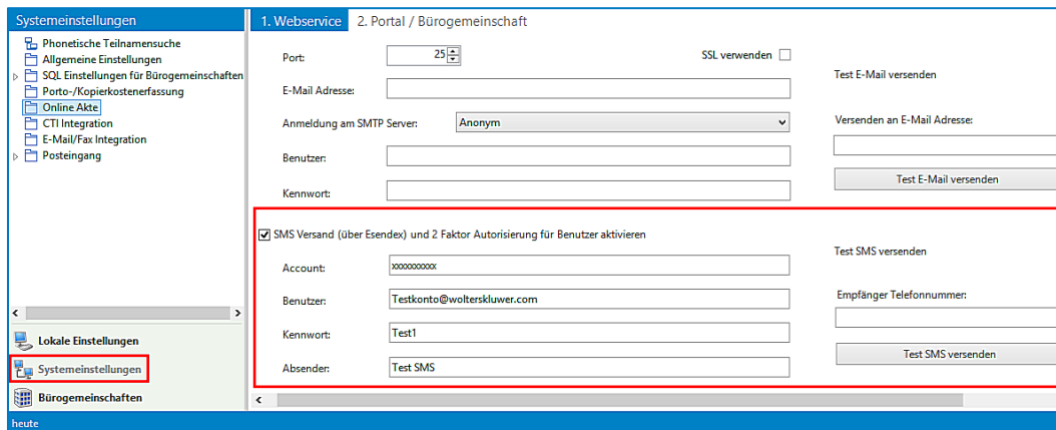 Systemeinstellungen
Phonetische Teilnamensuche
Allgemeine Einstellungen
SQL Einstellungen für Bürogemeinschaften
Porto-/Kopierkostenerfassung
Online Akte
CTI Integration
E-Mail/Fax Integration
Posteingang
Lokale Einstellungen
Systemeinstellungen
Bürogemeinschaften
heute
1. Webservice 2. Portal / Bürogemeinschaft
Port: 25 SSL verwenden
E-Mail Adresse:
Anmeldung am SMTP Server: Anonym
Benutzer:
Kennwort:
Test E-Mail versenden
Versenden an E-Mail Adresse:
Test E-Mail versenden
SMS Versand (über Esendex) und 2 Faktor Autorisierung für Benutzer aktivieren
Account: xxxxxxxxxx
Benutzer: Testkonto@wolterskluwer.com
Kennwort: Test1
Absender: Test SMS
Test SMS versenden
Empfänger Telefonnummer:
Test SMS versenden